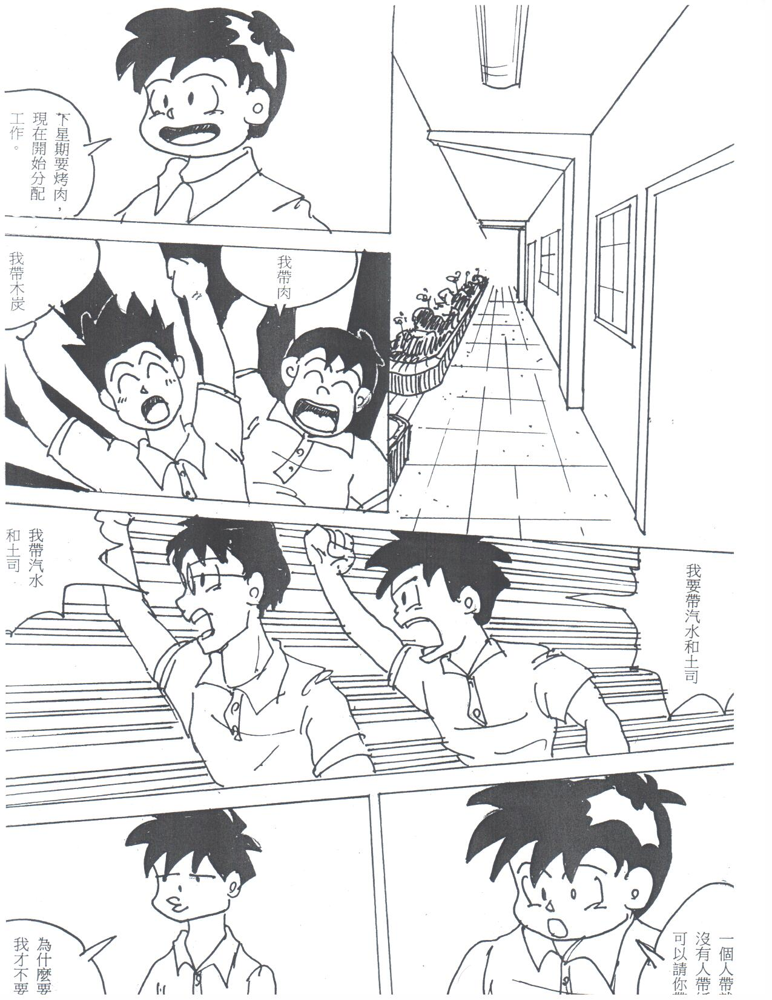 下星期要烤肉，
現在開始分配
工作。
我帶肉
我帶木炭
我要帶汽水和土司
我帶汽水
和土司
一個人帶
沒有人帶
可以請你
為什麼要
我才不要